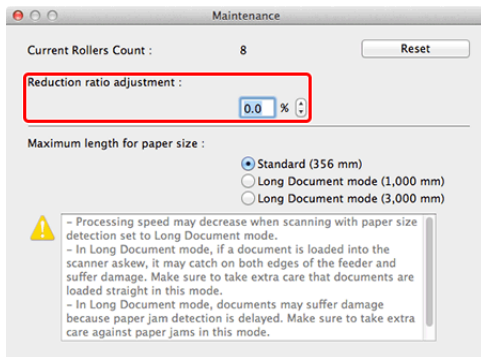 Maintenance
Current Rollers Count : 8 Reset
Reduction ratio adjustment :
0.0 %
Maximum length for paper size :
Standard (356 mm)
Long Document mode (1,000 mm)
Long Document mode (3,000 mm)
– Processing speed may decrease when scanning with paper size
detection set to Long Document mode.
– In Long Document mode, if a document is loaded into the
scanner askew, it may catch on both edges of the feeder and
suffer damage. Make sure to take extra care that documents are
loaded straight in this mode.
– In Long Document mode, documents may suffer damage
because paper jam detection is delayed. Make sure to take extra
care against paper jams in this mode.